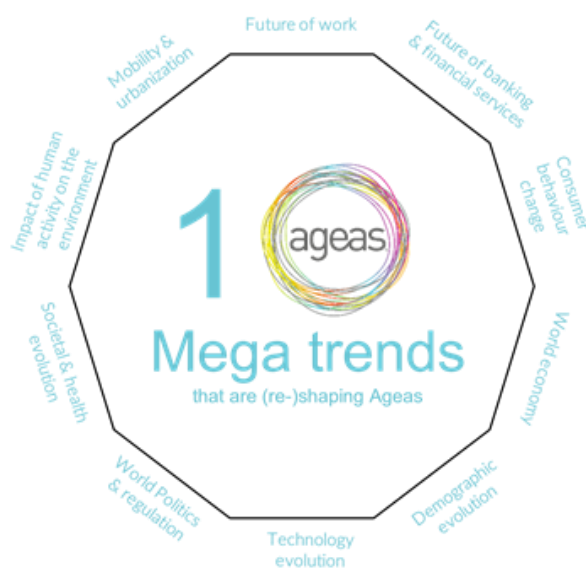 Future of work
Future of banking
& financial services
Consumer
behaviour
change
World economy
Demographic
evolution
Technology
evolution
World Politics
& regulation
Societal & health
evolution
Impact of human
activity on the
environment
Mobility &
urbanization
1
ageas
Mega trends
that are (re-)shaping Ageas